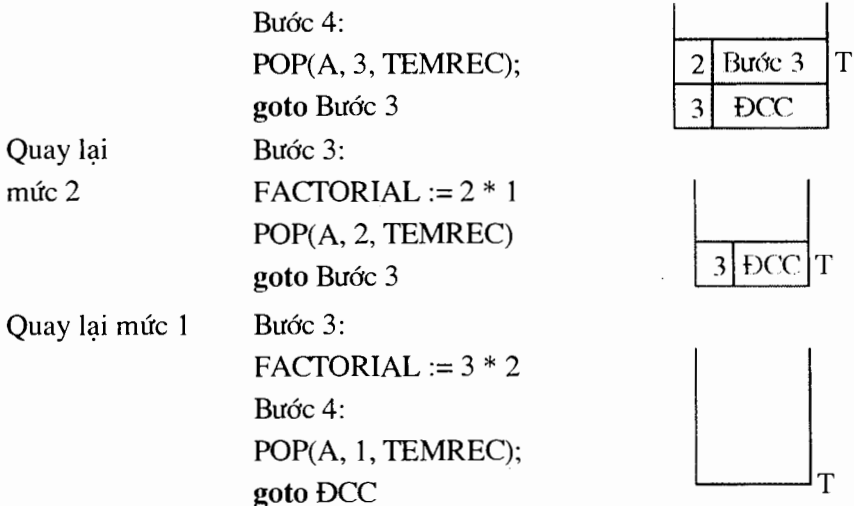 Bước 4:
POP(A, 3, TEMREC);
2 Bước 3 T
goto Bước 3
3 ĐCC
Quay lại Bước 3:
mức 2 FACTORIAL := 2 * 1
POP(A, 2, TEMREC)
goto Bước 3
3 ĐCC T
Quay lại mức 1 Bước 3:
FACTORIAL := 3 * 2
Bước 4:
POP(A, 1, TEMREC);
goto ĐCC
T